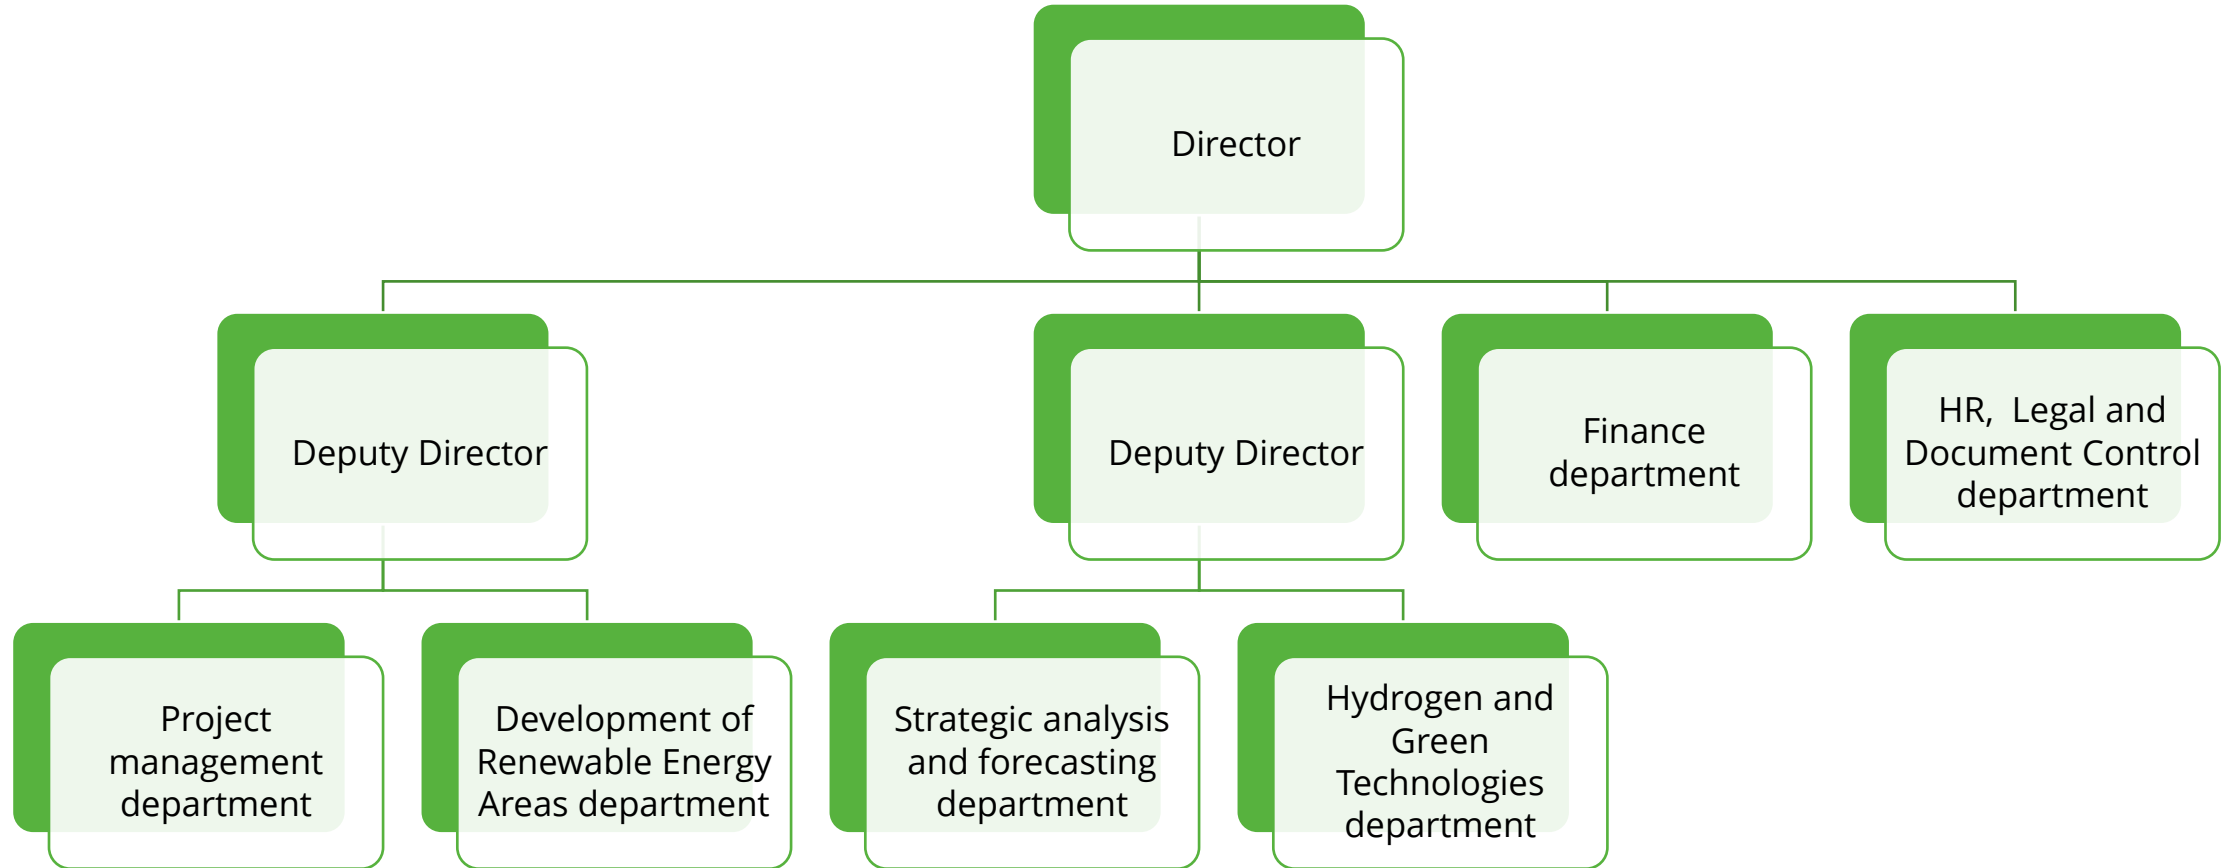 Director
Deputy Director
Deputy Director
Finance
department
HR,  Legal and
Document Control
department
Project
management
department
Development of
Renewable Energy
Areas department
Strategic analysis
and forecasting
department
Hydrogen and
Green
Technologies
department